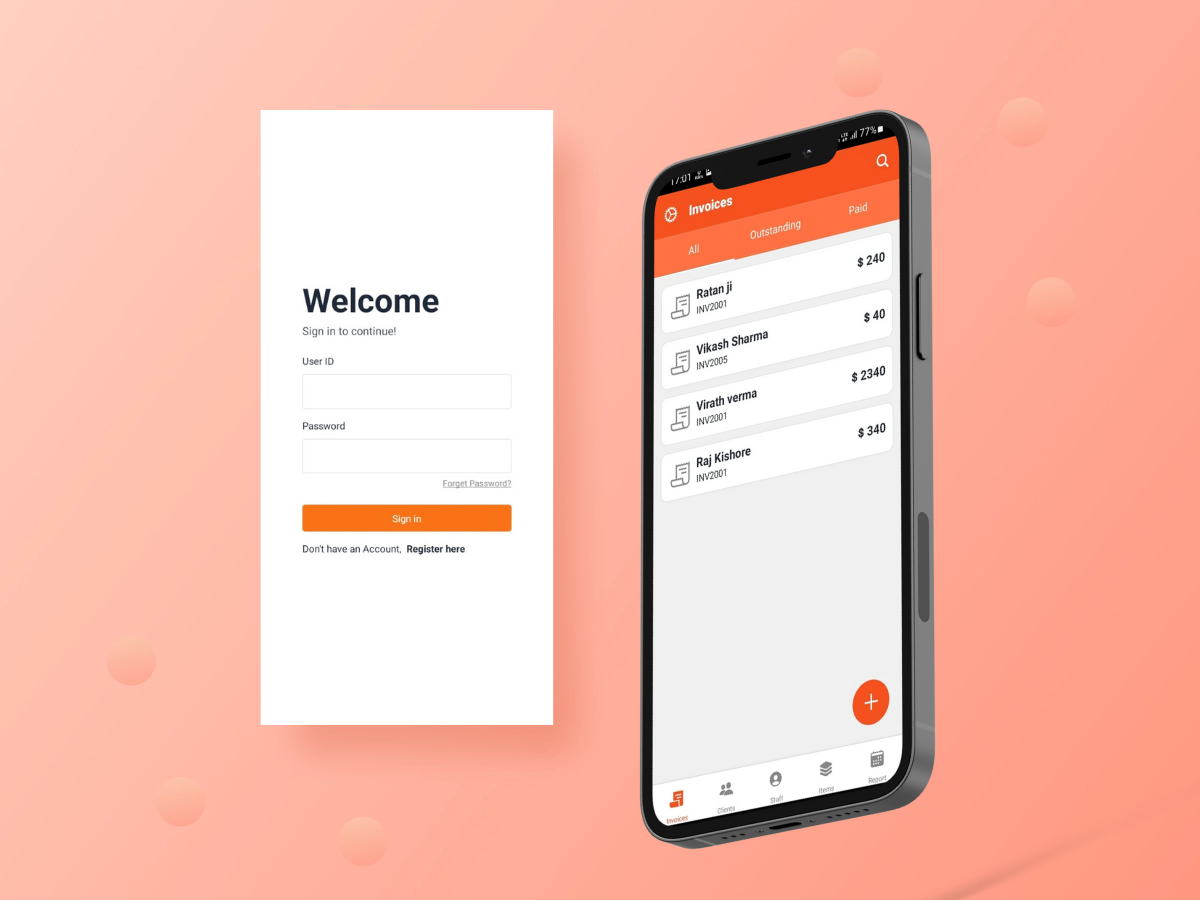 Welcome
Sign in to continue!
User ID
Password
Forget Password?
Sign in
Don't have an Account, Register here
17:01
77%
Invoices
All
Outstanding
Paid
Ratan ji
INV2001
$ 240
Vikash Sharma
INV2005
$ 40
Virath verma
INV2001
$ 2340
Raj Kishore
INV2001
$ 340
Invoices
Clients
Staff
Items
Report